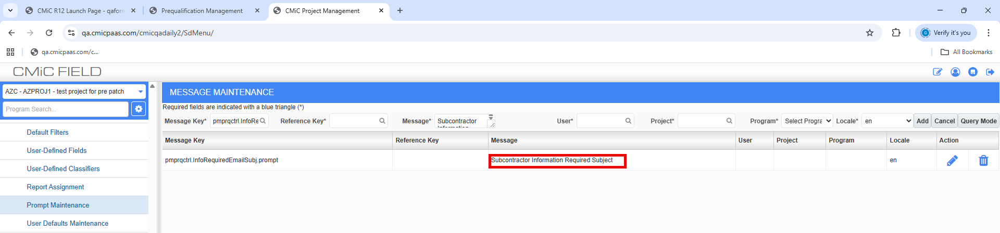 CMiC R12 Launch Page - qaforn
Prequalification Management
CMiC Project Management
qa.cmicpaas.com/cmicqadaily2/SdMenu/
Verify it's you
qa.cmicpaas.com/c...
All Bookmarks
CMiC FIELD
AZC - AZPROJ1 - test project for pre patch
Program Search...
Default Filters
User-Defined Fields
User-Defined Classifiers
Report Assignment
Prompt Maintenance
User Defaults Maintenance
MESSAGE MAINTENANCE
Required fields are indicated with a blue triangle (*)
Message Key* pmprqctrl.InfoRe Reference Key* Message* Subcontractor User* Project* Program* Select Progra Locale* en Add Cancel Query Mode
Information
Message Key Reference Key Message User Project Program Locale Action
pmprqctrl.InfoRequiredEmailSubj.prompt Subcontractor Information Required Subject en